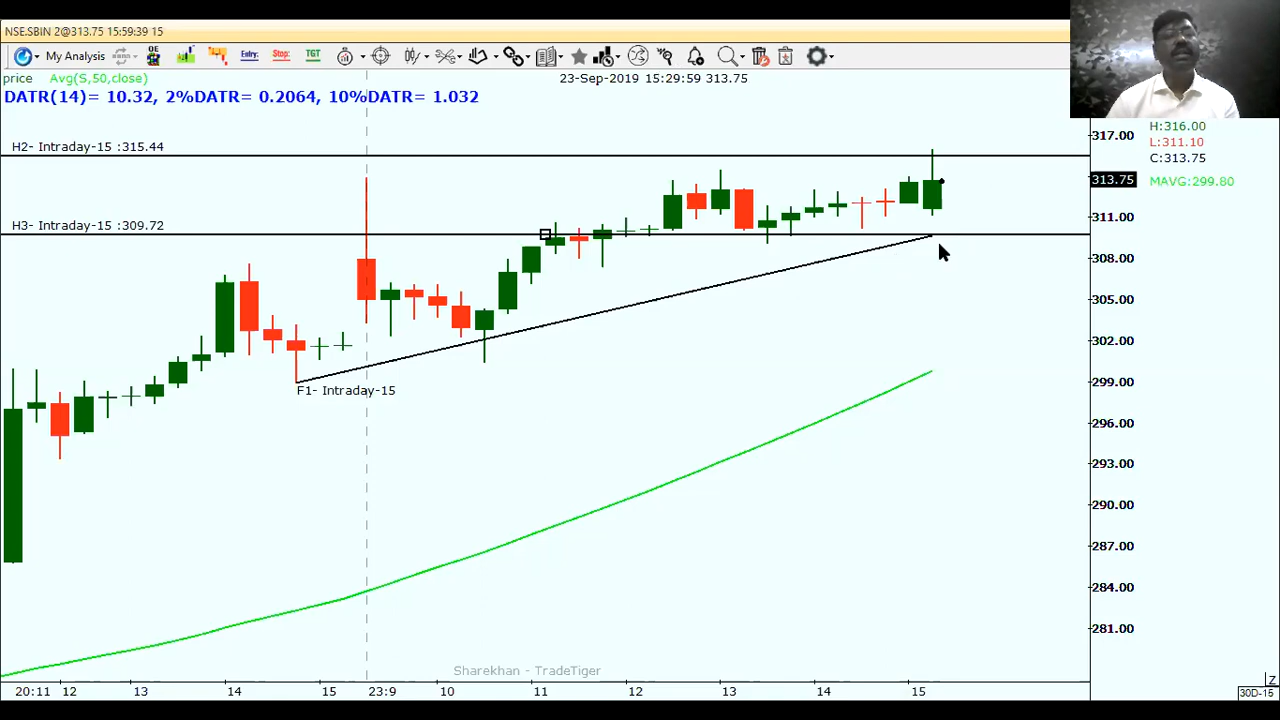 NSE.SBIN 2@313.75 15:59:39 15
My Analysis
OE
Entry:
Stop:
TGT
price Avg(S,50,close)
23-Sep-2019 15:29:59 313.75
DATR(14)= 10.32, 2%DATR= 0.2064, 10%DATR= 1.032
H:316.00
L:311.10
C:313.75
MAVG:299.80
H2- Intraday-15 :315.44
H3- Intraday-15 :309.72
F1- Intraday-15
317.00
313.75
311.00
308.00
305.00
302.00
299.00
296.00
293.00
290.00
287.00
284.00
281.00
Sharekhan - TradeTiger
20:11 12 13 14 15 23:9 10 11 12 13 14 15
Z
30D-15